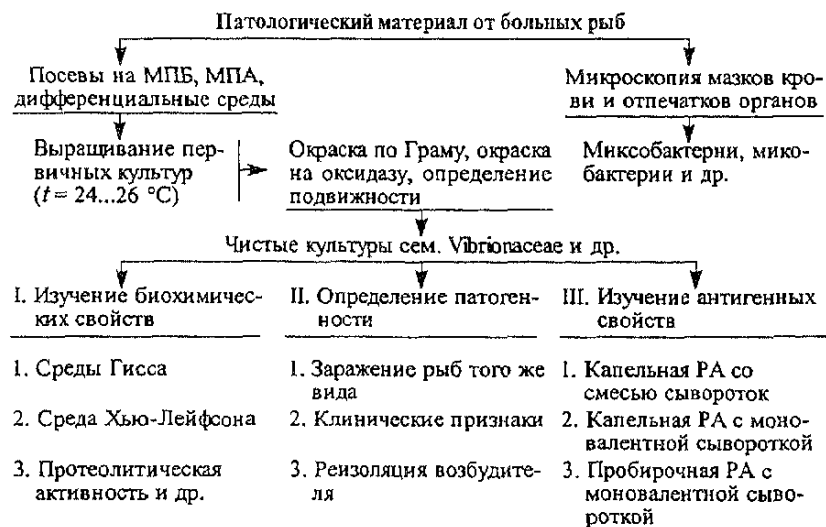 Патологический материал от больных рыб
Посевы на МПБ, МПА,
дифференциальные среды
Микроскопия мазков кро-
ви и отпечатков органов
Выращивание пер-
вичных культур
(t = 24...26 °C)
Окраска по Граму, окраска
на оксидазу, определение
подвижности
Миксобактерни, мико-
бактерии и др.
Чистые культуры сем. Vibrionaceae и др.
I. Изучение биохимичес-
ких свойств
1. Среды Гисса
2. Среда Хью-Лейфсона
3. Протеолитическая
активность и др.
II. Определение патоген-
ности
1. Заражение рыб того же
вида
2. Клинические признаки
3. Реизоляция возбудите-
ля
III. Изучение антигенных
свойств
1. Капельная РА со
смесью сывороток
2. Капельная РА с моно-
валентной сывороткой
3. Пробирочная РА с
моновалентной сыво-
роткой